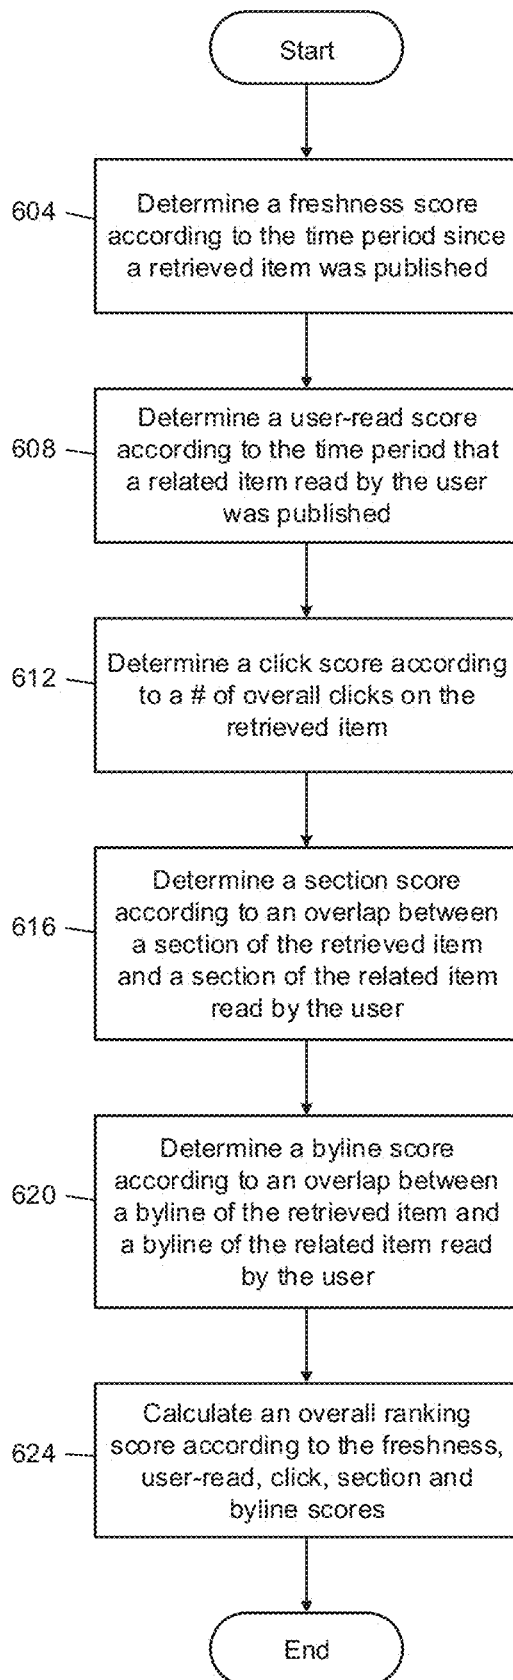 Start
604
Determine a freshness score
according to the time period since
a retrieved item was published
608
Determine a user-read score
according to the time period that
a related item read by the user
was published
612
Determine a click score according
to a # of overall clicks on the
retrieved item
616
Determine a section score
according to an overlap between
a section of the retrieved item
and a section of the related item
read by the user
620
Determine a byline score
according to an overlap between
a byline of the retrieved item and
a byline of the related item read
by the user
624
Calculate an overall ranking
score according to the freshness,
user-read, click, section and
byline scores
End